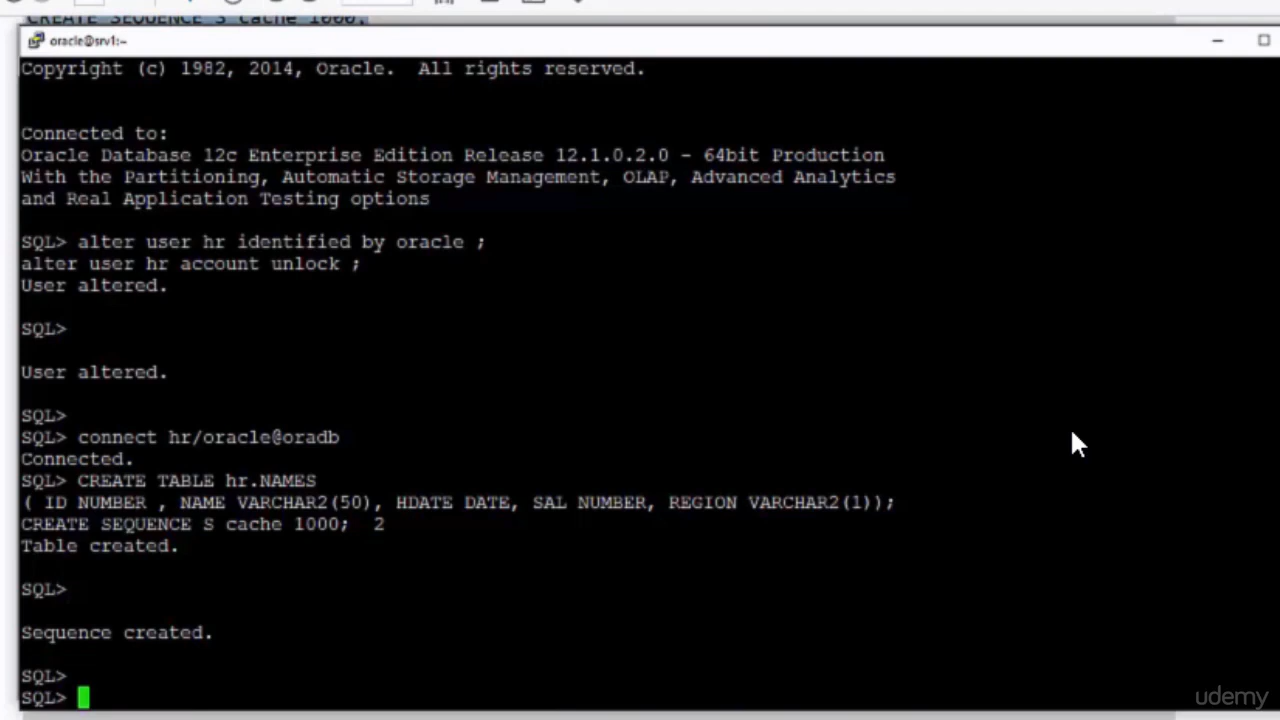 CREATE SEQUENCE S cache 1000;
oracle@srv1:~
Copyright (c) 1982, 2014, Oracle.  All rights reserved.
Connected to:
Oracle Database 12c Enterprise Edition Release 12.1.0.2.0 - 64bit Production
With the Partitioning, Automatic Storage Management, OLAP, Advanced Analytics
and Real Application Testing options
SQL> alter user hr identified by oracle ;
alter user hr account unlock ;
User altered.
SQL>
User altered.
SQL>
SQL> connect hr/oracle@oradb
Connected.
SQL> CREATE TABLE hr.NAMES
( ID NUMBER , NAME VARCHAR2(50), HDATE DATE, SAL NUMBER, REGION VARCHAR2(1));
CREATE SEQUENCE S cache 1000;  2
Table created.
SQL>
Sequence created.
SQL>
SQL>
udemy